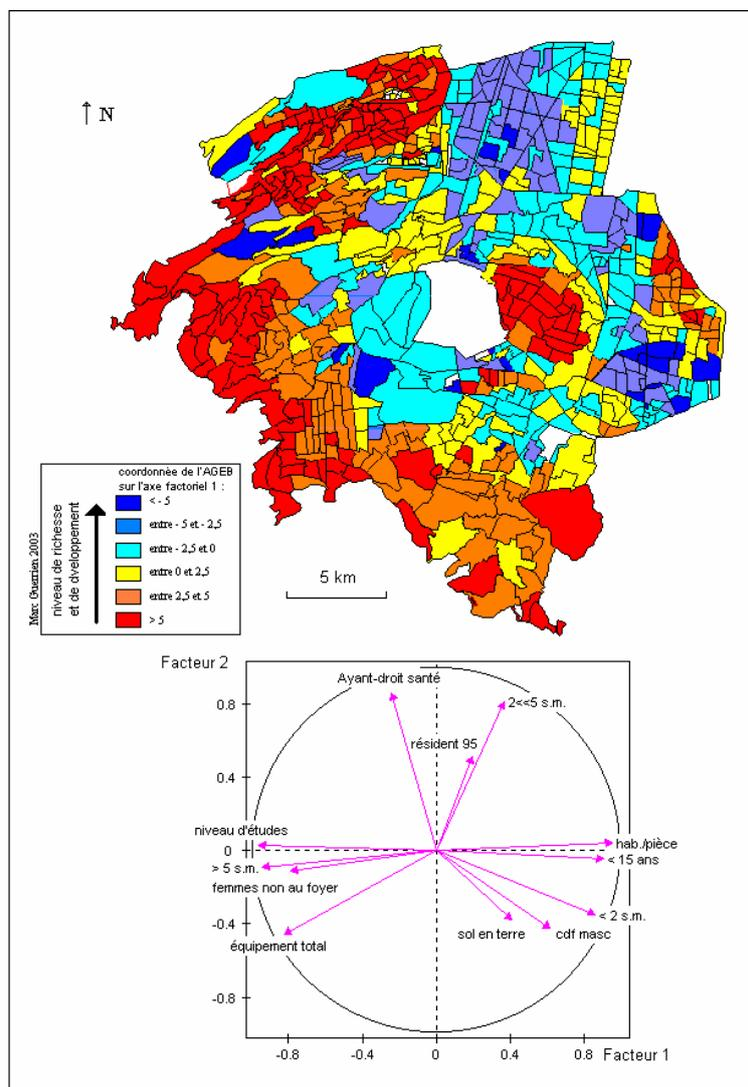 ↑ N
coordonnée de l'AGEB
sur l'axe factoriel 1 :
< - 5
entre - 5 et - 2,5
entre - 2,5 et 0
entre 0 et 2,5
entre 2,5 et 5
> 5
niveau de richesse
et de dveloppement
Marc Guerrien 2003
5 km
Facteur 2
Ayant-droit santé
2<<5 s.m.
résident 95
niveau d'études
> 5 s.m.
femmes non au foyer
équipement total
hab./pièce
< 15 ans
< 2 s.m.
sol en terre
cdf masc
0.8
0.4
0
-0.4
-0.8
-0.8
-0.4
0
0.4
0.8
Facteur 1